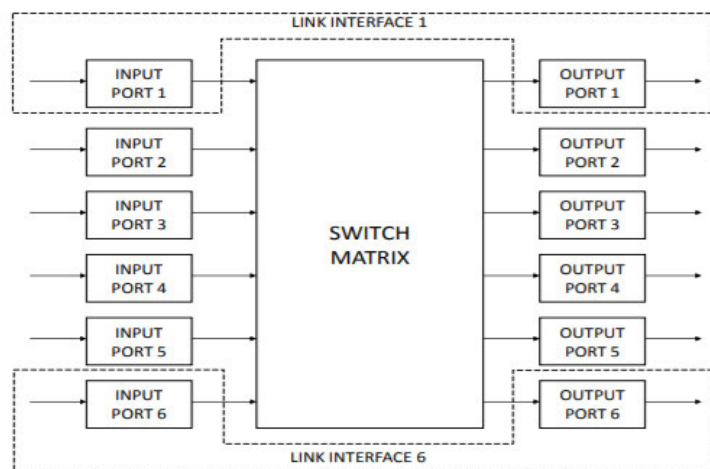 LINK INTERFACE 1
INPUT
PORT 1
OUTPUT
PORT 1
INPUT
PORT 2
OUTPUT
PORT 2
INPUT
PORT 3
OUTPUT
PORT 3
SWITCH
MATRIX
INPUT
PORT 4
OUTPUT
PORT 4
INPUT
PORT 5
OUTPUT
PORT 5
INPUT
PORT 6
OUTPUT
PORT 6
LINK INTERFACE 6